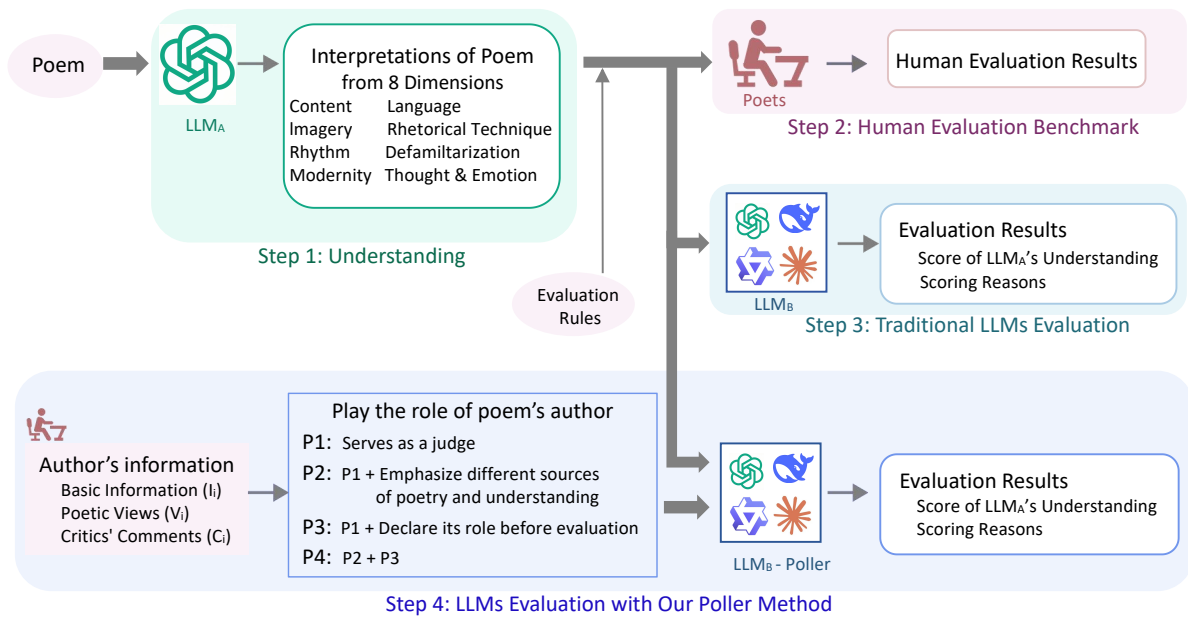 Poem
LLMA
Interpretations of Poem
from 8 Dimensions
Content Language
Imagery Rhetorical Technique
Rhythm Defamiltarization
Modernity Thought & Emotion
Step 1: Understanding
Poets
Human Evaluation Results
Step 2: Human Evaluation Benchmark
Evaluation
Rules
LLMB
Evaluation Results
Score of LLMA's Understanding
Scoring Reasons
Step 3: Traditional LLMs Evaluation
Author's information
Basic Information (Ii)
Poetic Views (Vi)
Critics' Comments (Ci)
Play the role of poem's author
P1: Serves as a judge
P2: P1 + Emphasize different sources
of poetry and understanding
P3: P1 + Declare its role before evaluation
P4: P2 + P3
LLMB - Poller
Evaluation Results
Score of LLMA's Understanding
Scoring Reasons
Step 4: LLMs Evaluation with Our Poller Method